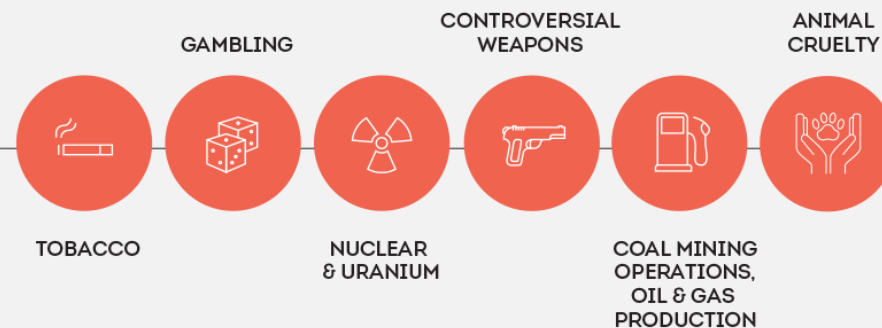 TOBACCO
GAMBLING
NUCLEAR
& URANIUM
CONTROVERSIAL
WEAPONS
COAL MINING
OPERATIONS,
OIL & GAS
PRODUCTION
ANIMAL
CRUELTY